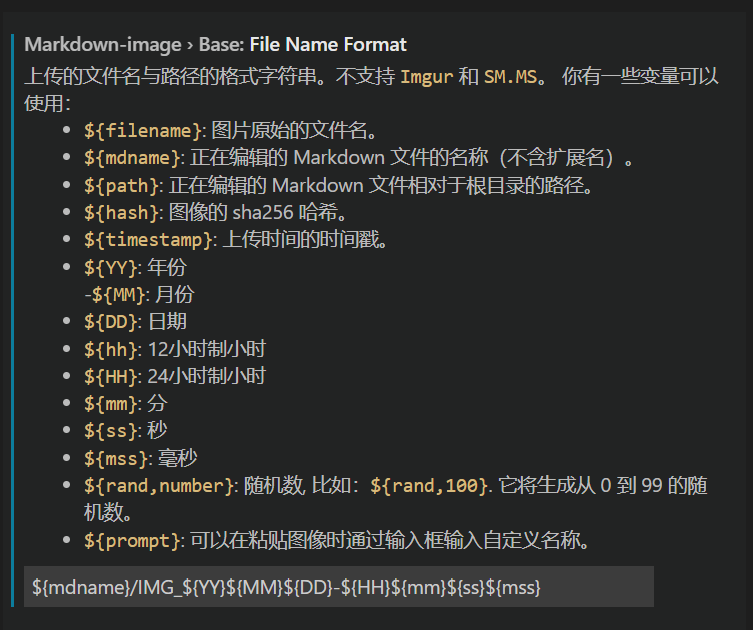 Markdown-image › Base: File Name Format
上传的文件名与路径的格式字符串。不支持 Imgur 和 SM.MS。 你有一些变量可以
使用：
• ${filename}: 图片原始的文件名。
• ${mdname}: 正在编辑的 Markdown 文件的名称（不含扩展名）。
• ${path}: 正在编辑的 Markdown 文件相对于根目录的路径。
• ${hash}: 图像的 sha256 哈希。
• ${timestamp}: 上传时间的时间戳。
• ${YY}: 年份
-${MM}: 月份
• ${DD}: 日期
• ${hh}: 12小时制小时
• ${HH}: 24小时制小时
• ${mm}: 分
• ${ss}: 秒
• ${mss}: 毫秒
• ${rand,number}: 随机数, 比如：${rand,100}. 它将生成从 0 到 99 的随
机数。
• ${prompt}: 可以在粘贴图像时通过输入框输入自定义名称。
${mdname}/IMG_${YY}${MM}${DD}-${HH}${mm}${ss}${mss}